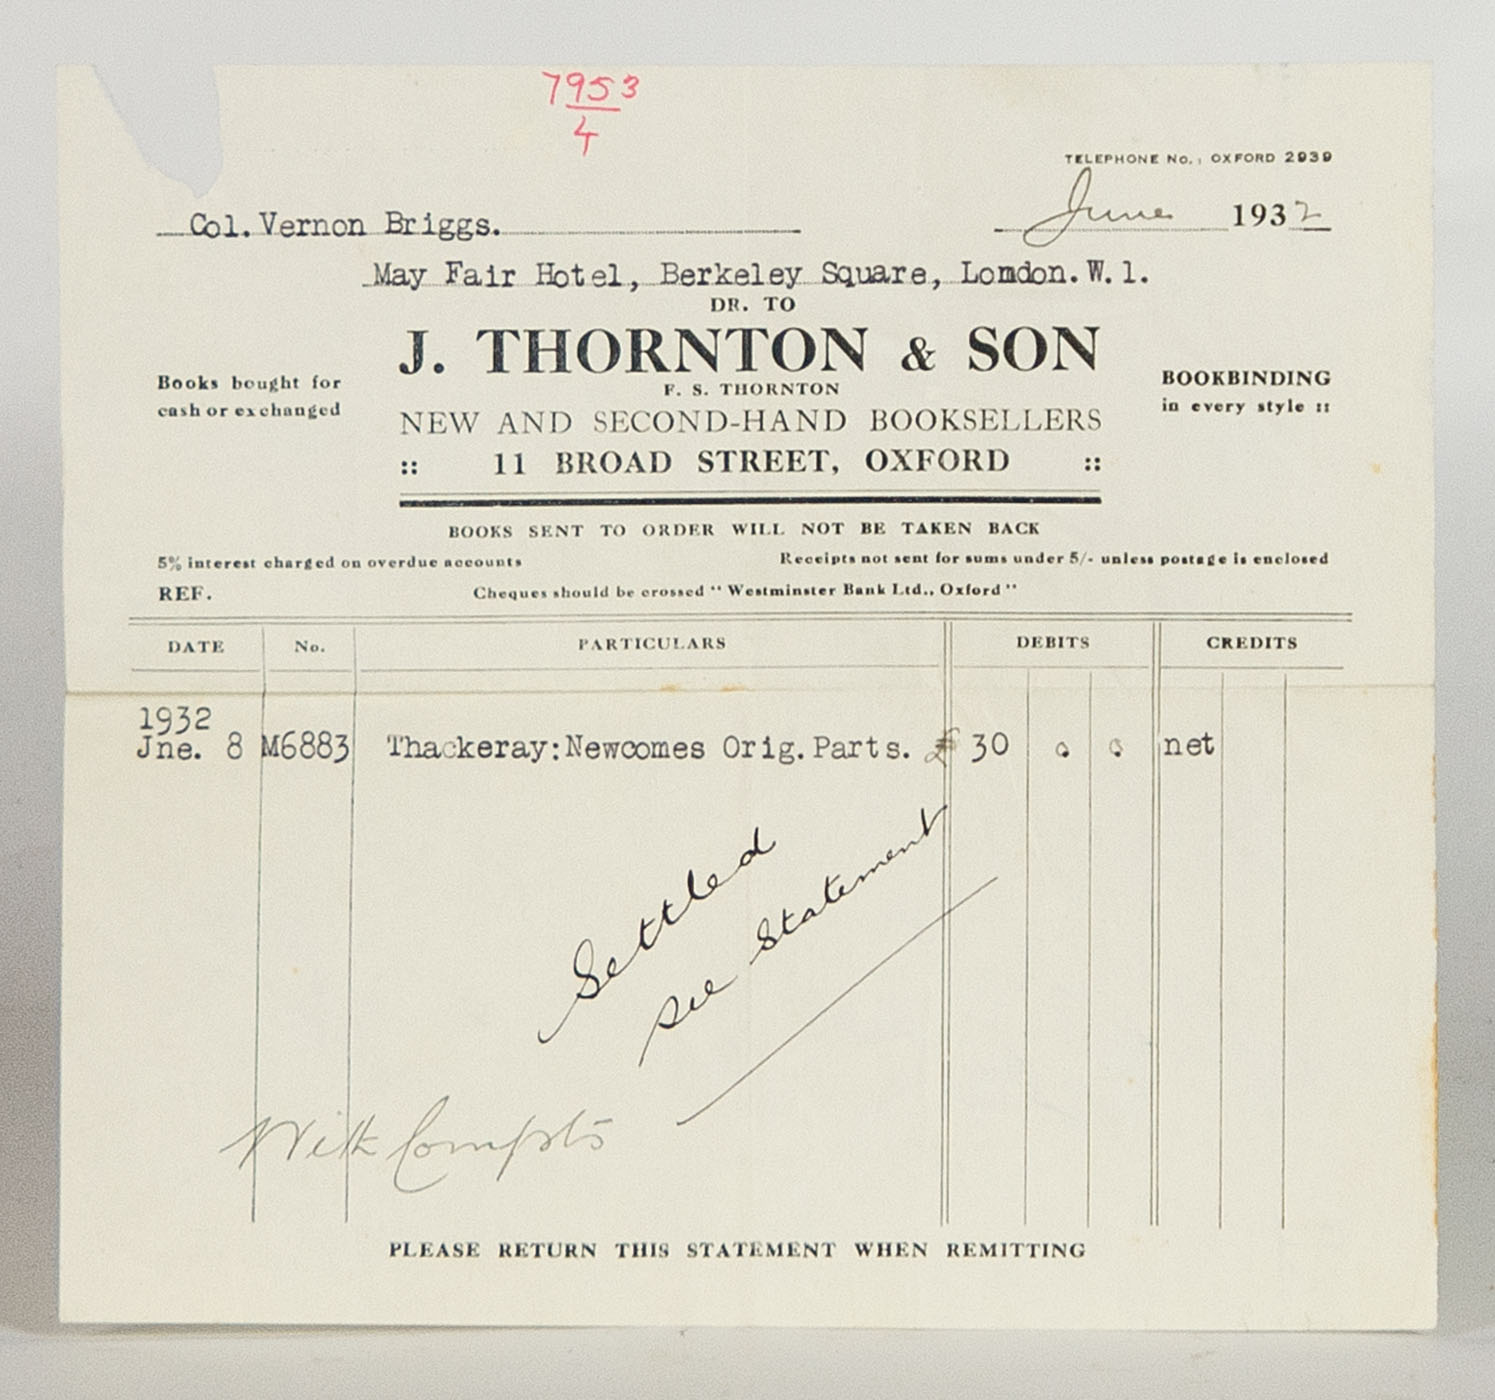 7953
4
TELEPHONE No., OXFORD 2939
Col. Vernon Briggs. June 1932
May Fair Hotel, Berkeley Square, London. W.1.
DR. TO
J. THORNTON & SON
F. S. THORNTON
Books bought for
cash or exchanged
BOOKBINDING
in every style ::
NEW AND SECOND-HAND BOOKSELLERS
:: 11 BROAD STREET, OXFORD ::
BOOKS SENT TO ORDER WILL NOT BE TAKEN BACK
5% interest charged on overdue accounts Receipts not sent for sums under 5/- unless postage is enclosed
REF. Cheques should be crossed "Westminster Bank Ltd., Oxford"
DATE No. PARTICULARS DEBITS CREDITS
1932
Jne. 8 M6883 Thackeray:Newcomes Orig. Parts. £ 30 0 0 net
Settled
see Statement
With Compts
PLEASE RETURN THIS STATEMENT WHEN REMITTING